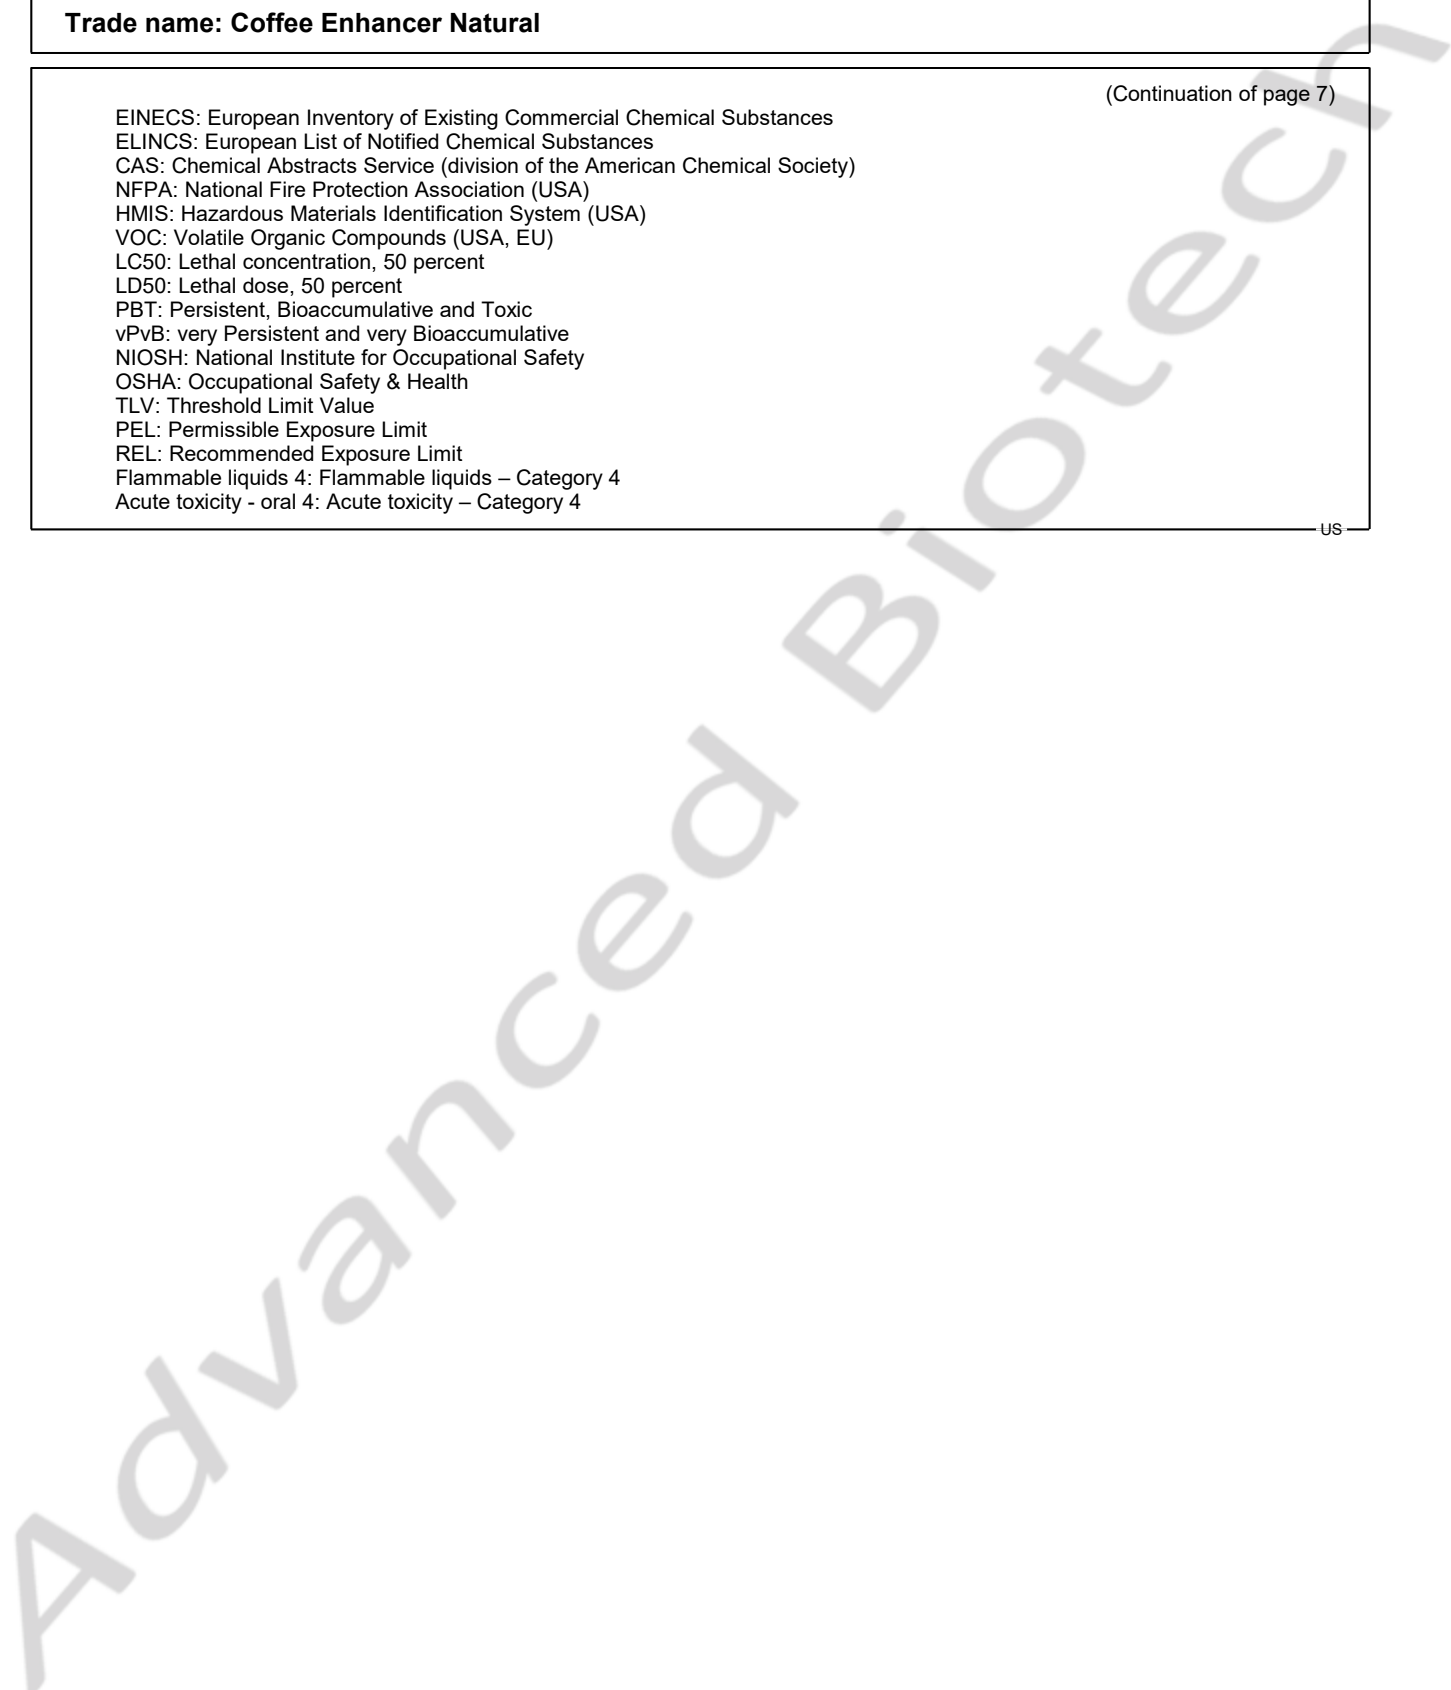 Trade name: Coffee Enhancer Natural
(Continuation of page 7)
EINECS: European Inventory of Existing Commercial Chemical Substances
ELINCS: European List of Notified Chemical Substances
CAS: Chemical Abstracts Service (division of the American Chemical Society)
NFPA: National Fire Protection Association (USA)
HMIS: Hazardous Materials Identification System (USA)
VOC: Volatile Organic Compounds (USA, EU)
LC50: Lethal concentration, 50 percent
LD50: Lethal dose, 50 percent
PBT: Persistent, Bioaccumulative and Toxic
vPvB: very Persistent and very Bioaccumulative
NIOSH: National Institute for Occupational Safety
OSHA: Occupational Safety & Health
TLV: Threshold Limit Value
PEL: Permissible Exposure Limit
REL: Recommended Exposure Limit
Flammable liquids 4: Flammable liquids – Category 4
Acute toxicity - oral 4: Acute toxicity – Category 4
US
Advanced Biotech